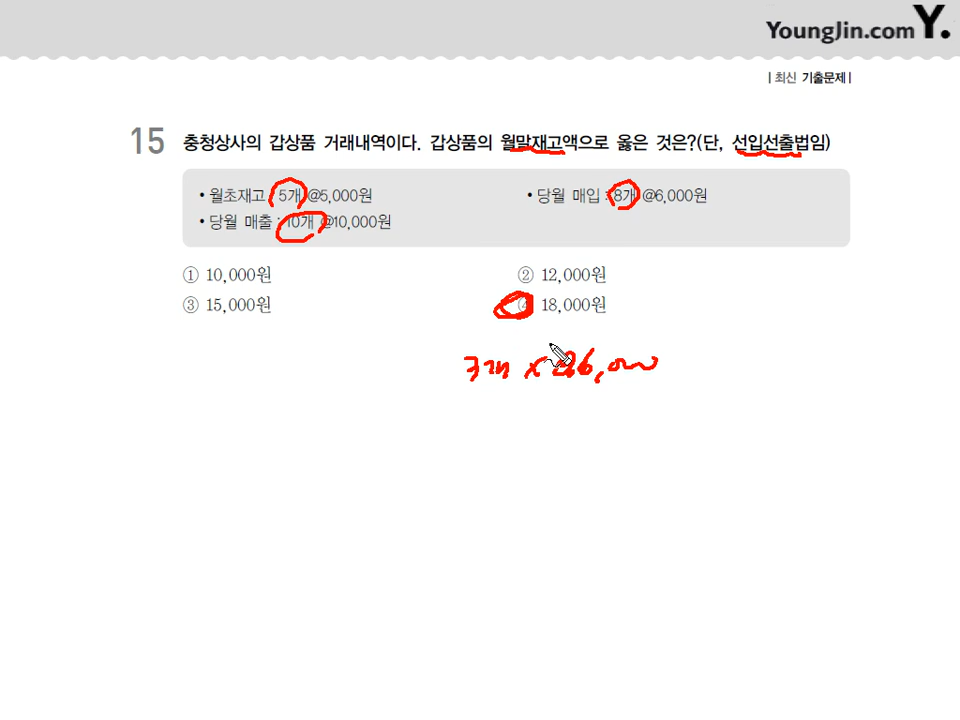 YoungJin.com Y.
| 최신 기출문제 |
15 충청상사의 갑상품 거래내역이다. 갑상품의 월말재고액으로 옳은 것은?(단, 선입선출법임)
• 월초재고 : 5개 @5,000원 • 당월 매입 : 8개 @6,000원
• 당월 매출 : 10개 @10,000원
① 10,000원 ② 12,000원
③ 15,000원 ④ 18,000원
3개 × @6,000